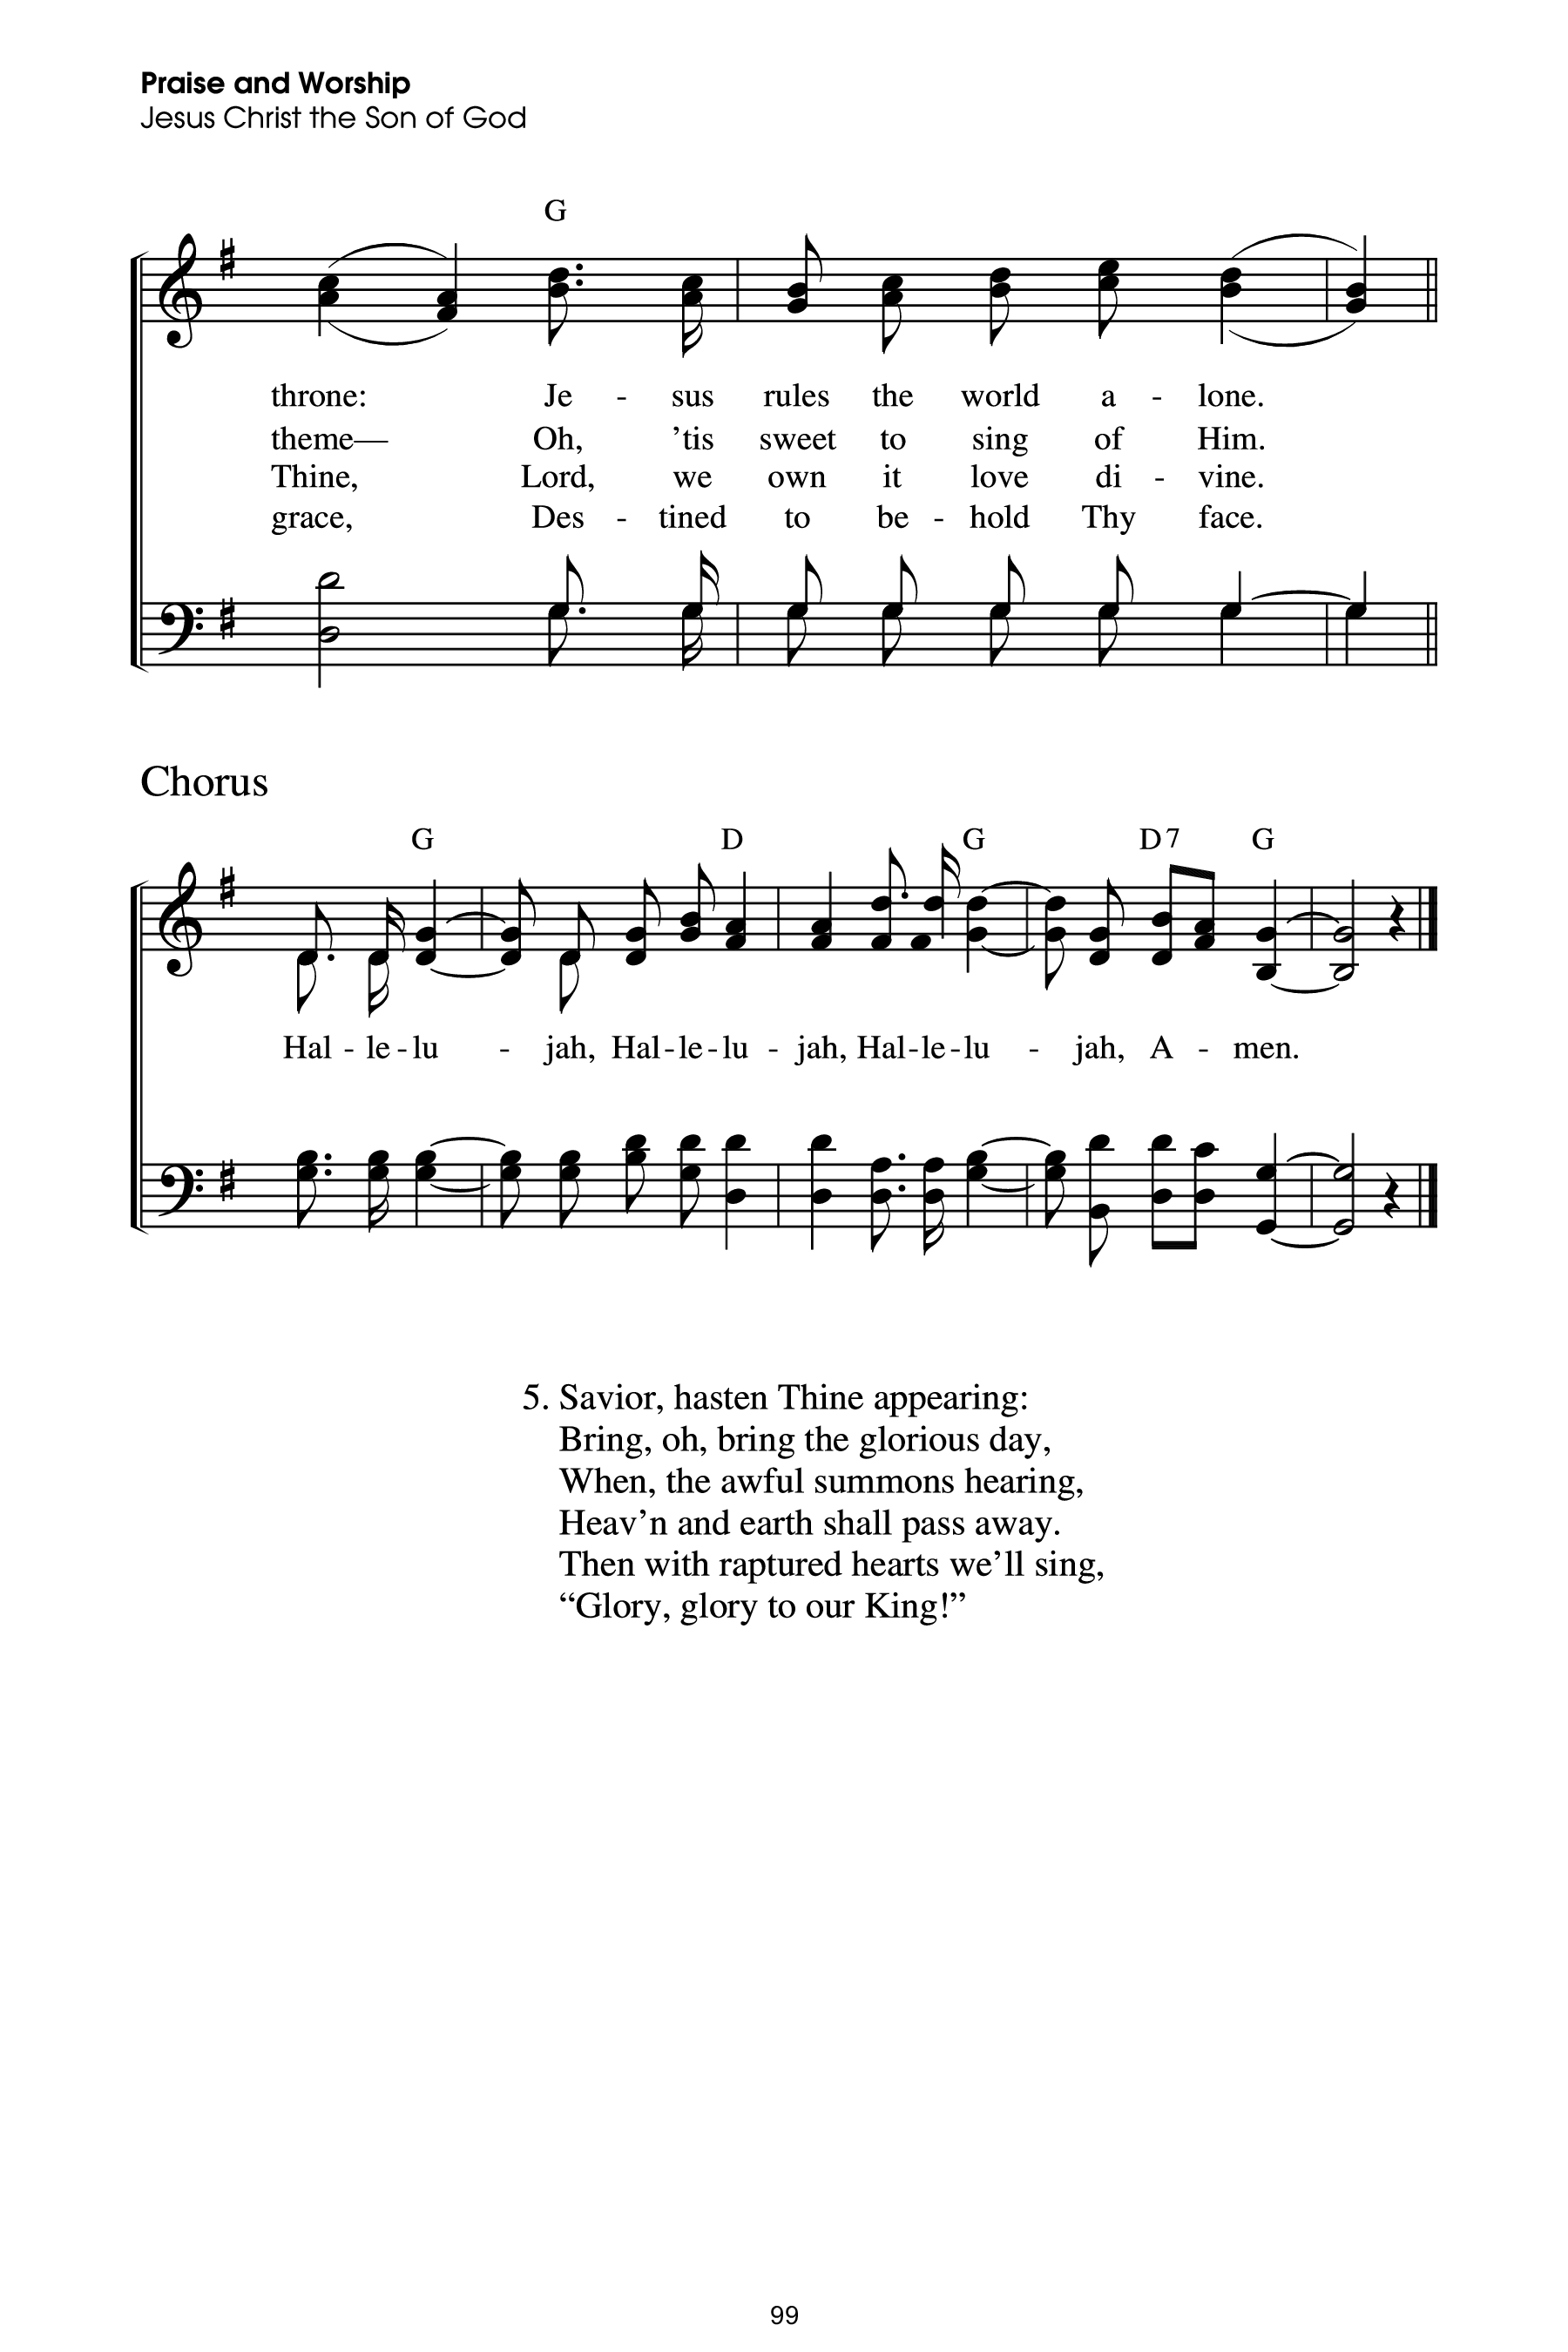 Praise and Worship
Jesus Christ the Son of God
G
throne: Je - sus rules the world a - lone.
theme— Oh, ’tis sweet to sing of Him.
Thine, Lord, we own it love di - vine.
grace, Des - tined to be - hold Thy face.
Chorus
G D G D7 G
Hal - le - lu - jah, Hal - le - lu - jah, Hal - le - lu - jah, A - men.
5. Savior, hasten Thine appearing:
Bring, oh, bring the glorious day,
When, the awful summons hearing,
Heav’n and earth shall pass away.
Then with raptured hearts we’ll sing,
“Glory, glory to our King!”
99